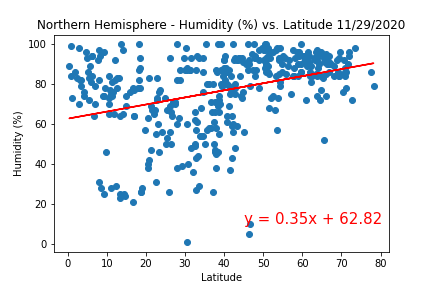 Northern Hemisphere - Humidity (%) vs. Latitude 11/29/2020
Humidity (%)
100
80
60
40
20
0
y = 0.35x + 62.82
0 10 20 30 40 50 60 70 80
Latitude